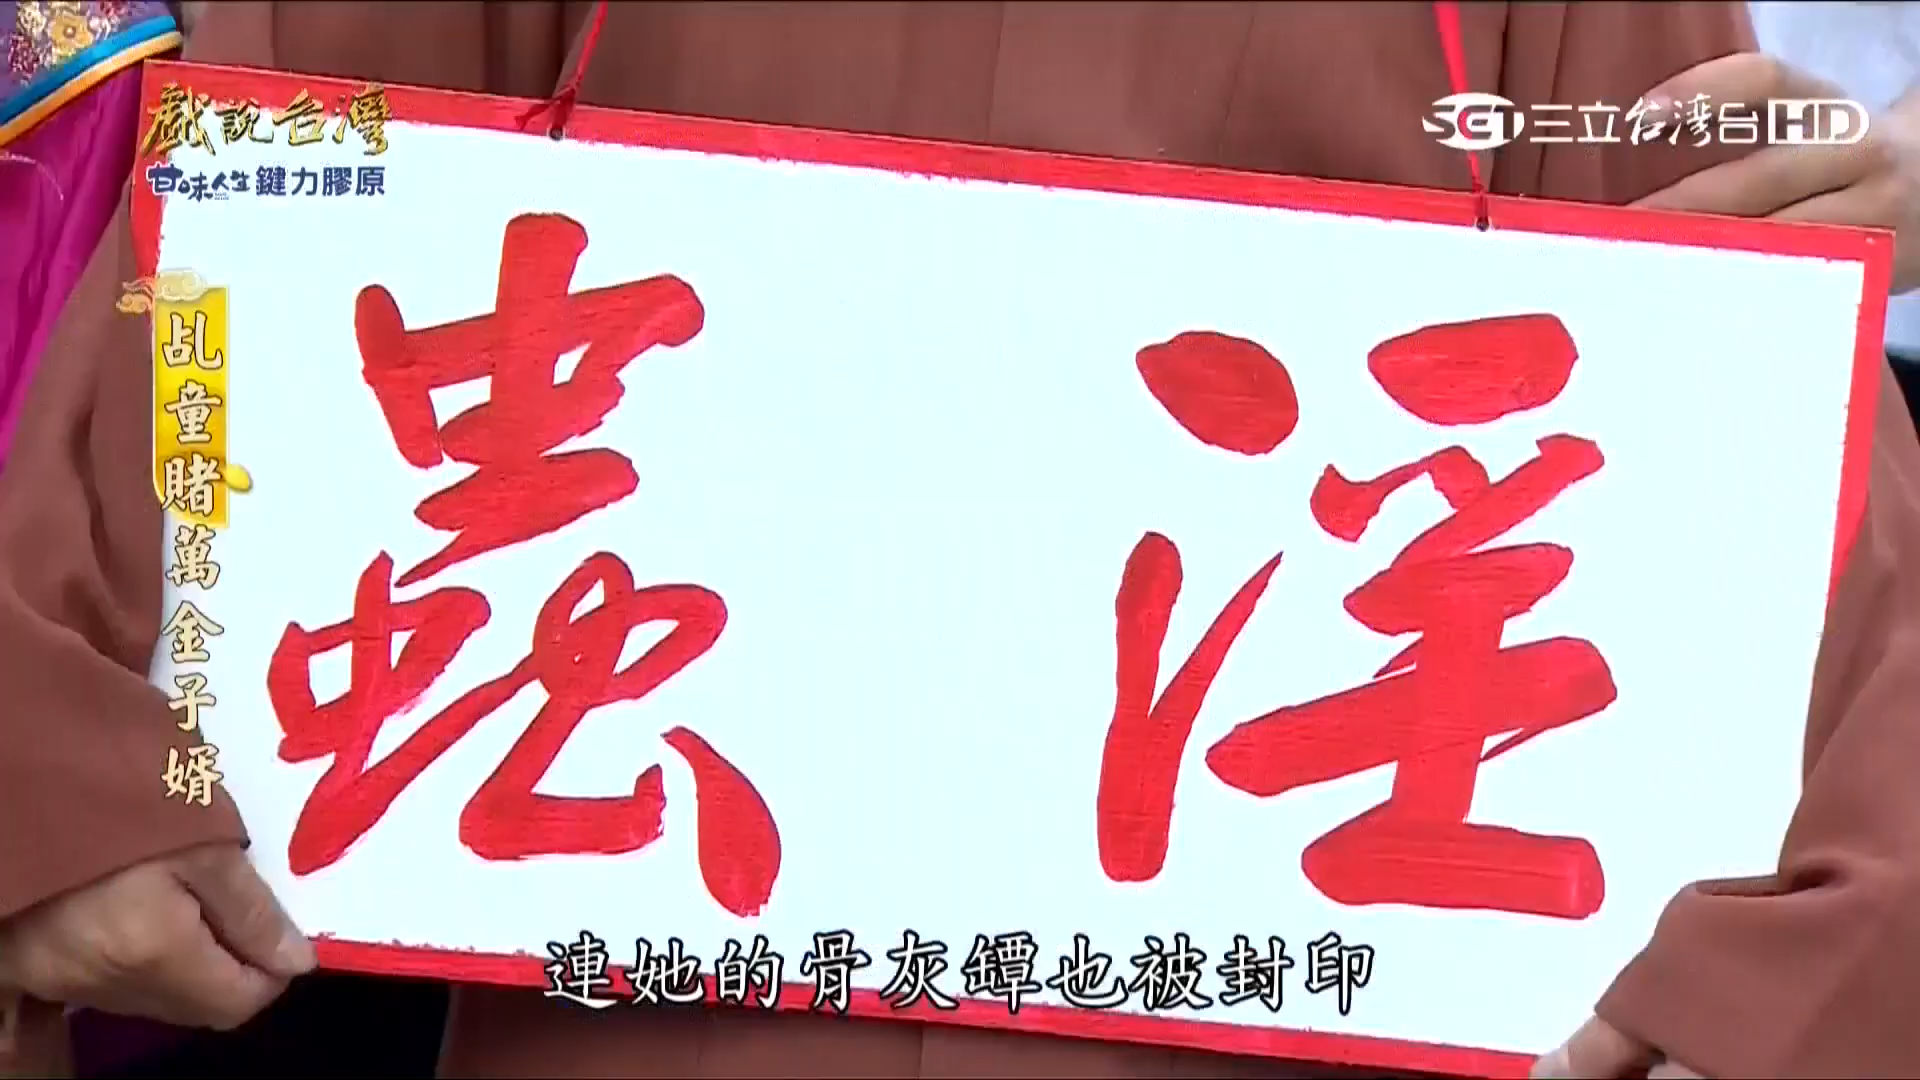 戲說台灣
甘味人生鍵力膠原
SET三立台灣台HD
乩童賭萬金子婿
淫蟲
連她的骨灰罈也被封印